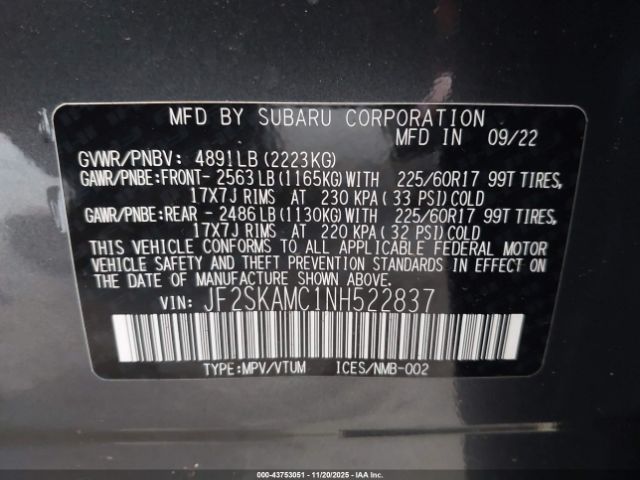 MFD BY SUBARU CORPORATION
MFD IN 09/22
GVWR/PNBV: 4891LB(2223KG)
GAWR/PNBE:FRONT- 2563LB(1165KG)WITH 225/60R17 99T TIRES,
17X7J RIMS AT 230 KPA(33 PSI)COLD
GAWR/PNBE:REAR - 2486LB(1130KG)WITH 225/60R17 99T TIRES,
17X7J RIMS AT 220 KPA(32 PSI)COLD
THIS VEHICLE CONFORMS TO ALL APPLICABLE FEDERAL MOTOR
VEHICLE SAFETY AND THEFT PREVENTION STANDARDS IN EFFECT ON
THE DATE OF MANUFACTURE SHOWN ABOVE.
VIN: JF2SKAMC1NH522837
TYPE:MPV/VTUM ICES/NMB-002
000-43753051 - 11/20/2025 - IAA Inc.